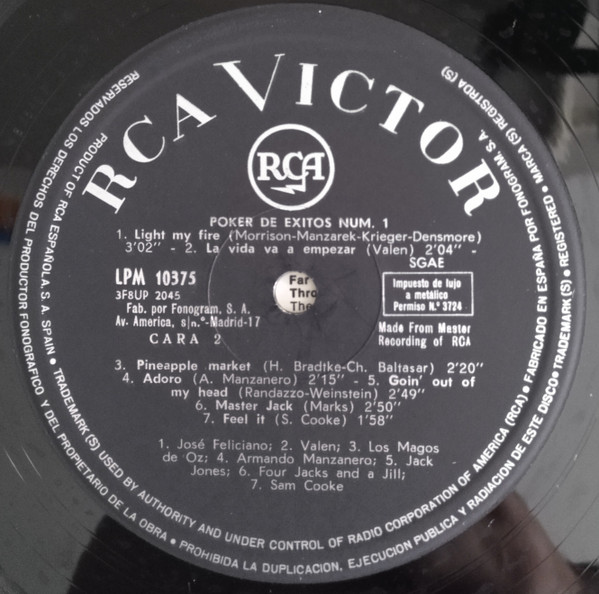 RCA VICTOR
RCA
POKER DE EXITOS NUM. 1
1. Light my fire (Morrison-Manzarek-Krieger-Densmore)
3'02" - 2. La vida va a empezar (Valen) 2'04" -
SGAE
LPM 10375
3F8UP 2045
Fab. por Fonogram, S. A.
Av. America, s/n.º-Madrid-17
CARA 2
Far
Thro
The
Impuesto de lujo
a metálico
Permiso N.º 3724
Made From Master
Recording of RCA
3. Pineapple market (H. Bradtke-Ch. Baltasar) 2'20"
4. Adoro (A. Manzanero) 2'15" - 5. Goin' out of
my head (Randazzo-Weinstein) 2'49"
6. Master Jack (Marks) 2'50"
7. Feel it (S. Cooke) 1'58"
1. José Feliciano; 2. Valen; 3. Los Magos
de Oz; 4. Armando Manzanero; 5. Jack
Jones; 6. Four Jacks and a Jill;
7. Sam Cooke
RESERVADOS LOS DERECHOS DEL PRODUCTOR FONOGRAFICO Y DEL PROPIETARIO DE LA OBRA • PROHIBIDA LA DUPLICACION, EJECUCION PUBLICA Y RADIACION DE ESTE DISCO • TRADEMARK (S) • REGISTERED • MARCA (S) REGISTRDA (S)
PRODUCT OF RCA ESPAÑOLA, S. A. SPAIN • TRADEMARK (S) USED BY AUTHORITY AND UNDER CONTROL OF RADIO CORPORATION OF AMERICA (RCA) • FABRICADO EN ESPAÑA POR FONOGRAM, S. A.